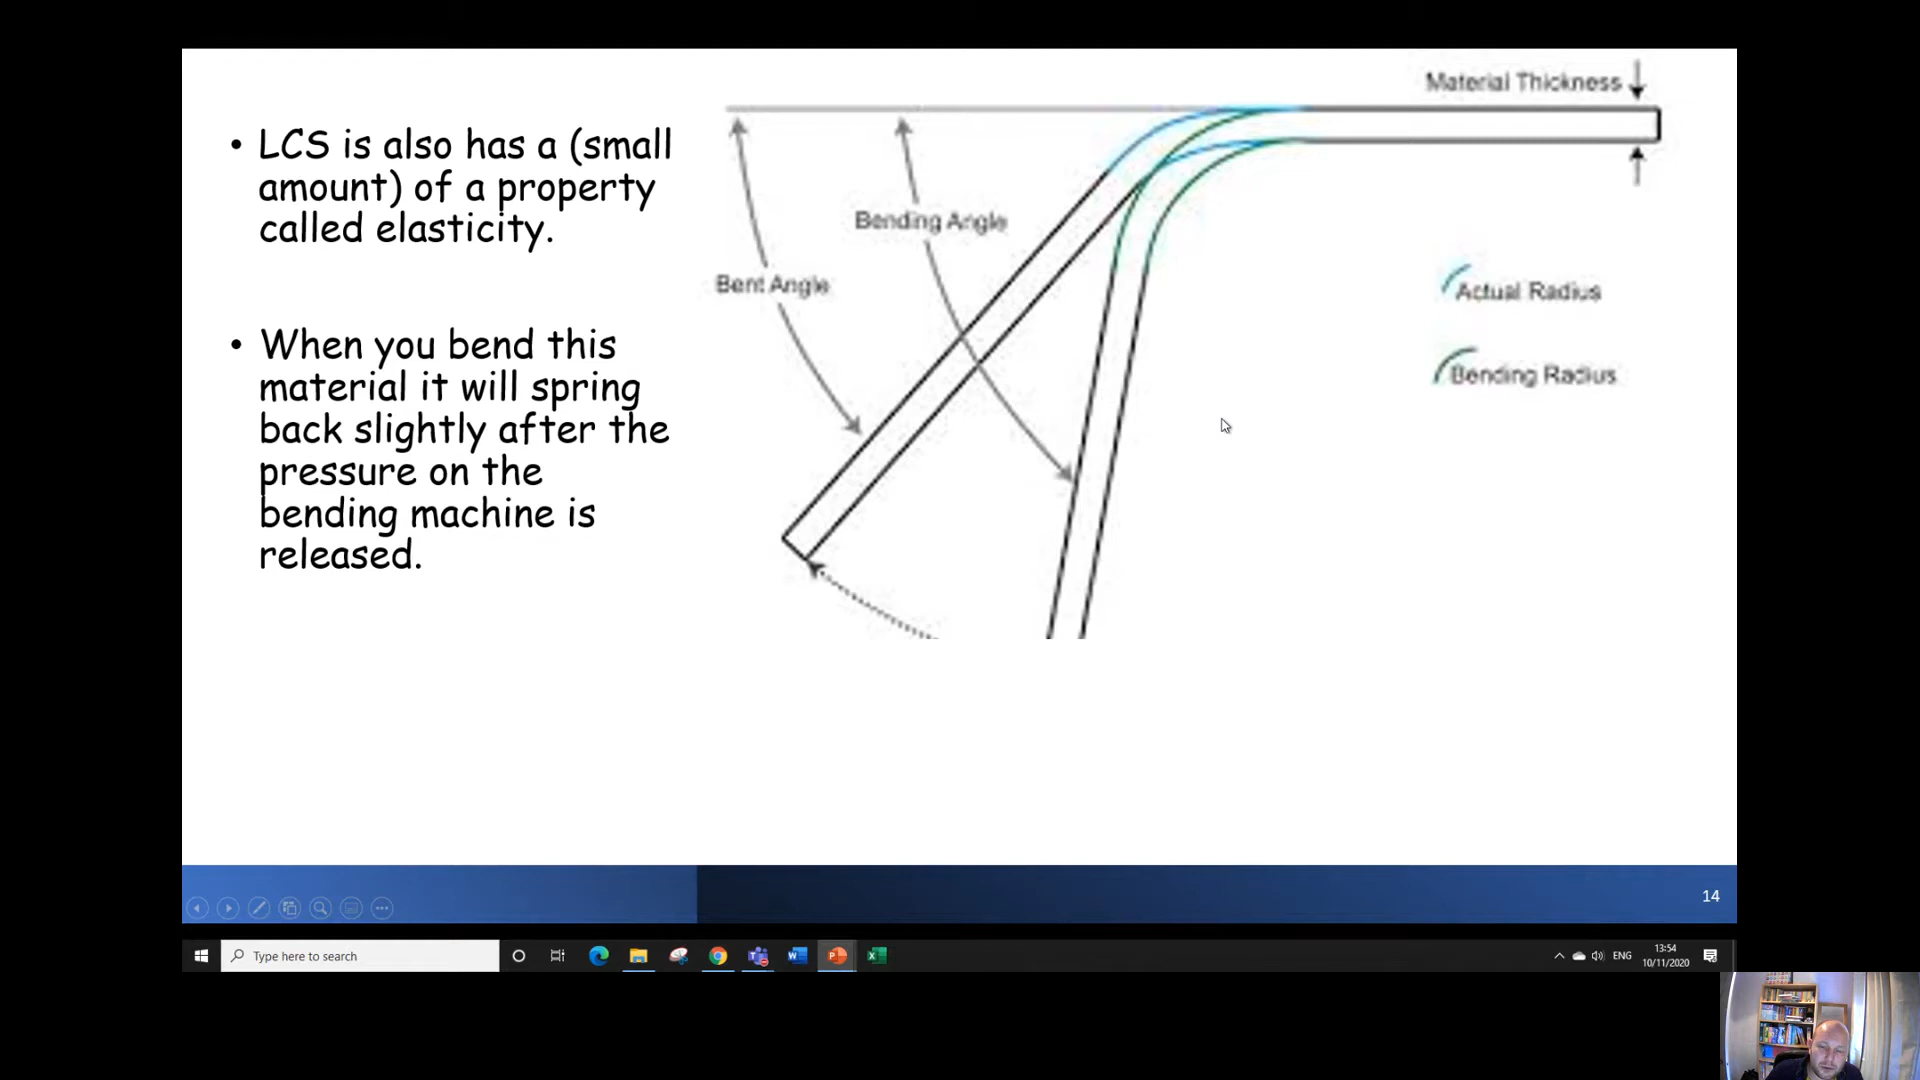 • LCS is also has a (small
amount) of a property
called elasticity.
• When you bend this
material it will spring
back slightly after the
pressure on the
bending machine is
released.
Material Thickness
Bending Angle
Bent Angle
Actual Radius
Bending Radius
14
Type here to search
ENG
13:54
10/11/2020